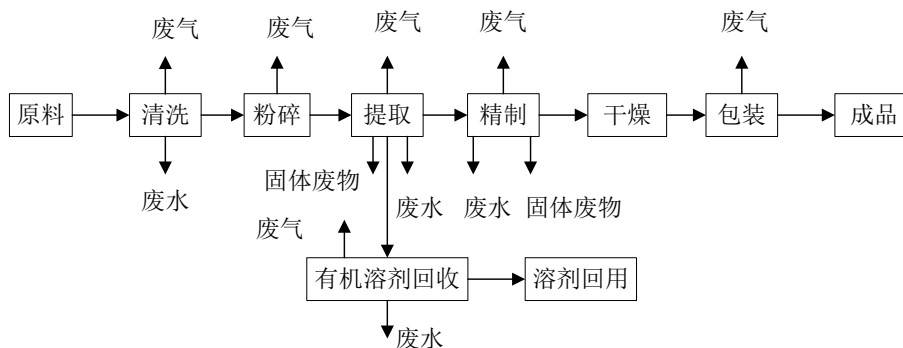 废气 废气 废气 废气 废气
原料 清洗 粉碎 提取 精制 干燥 包装 成品
固体废物
废水 废水 废水 固体废物
废气
有机溶剂回收 溶剂回用
废水